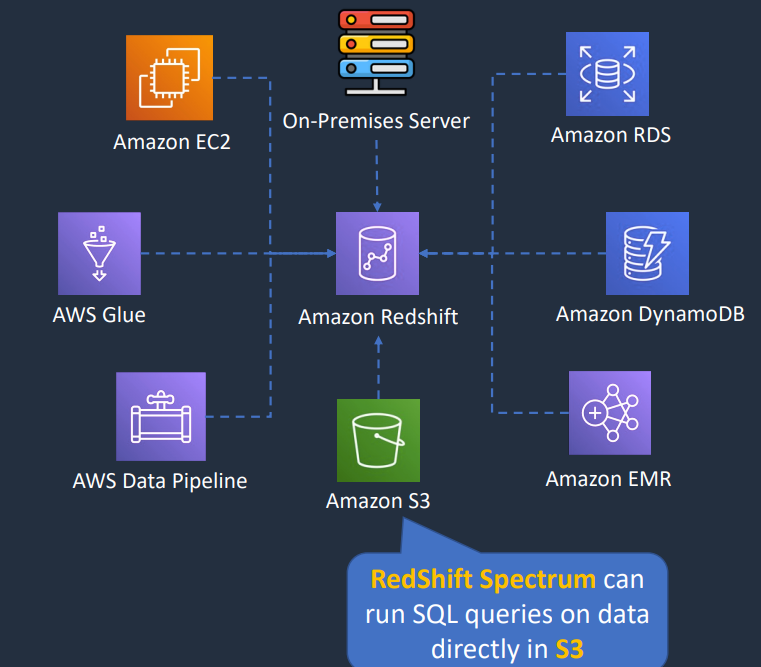 On-Premises Server
Amazon EC2
Amazon RDS
AWS Glue
Amazon Redshift
Amazon DynamoDB
AWS Data Pipeline
Amazon S3
Amazon EMR
RedShift Spectrum can
run SQL queries on data
directly in S3